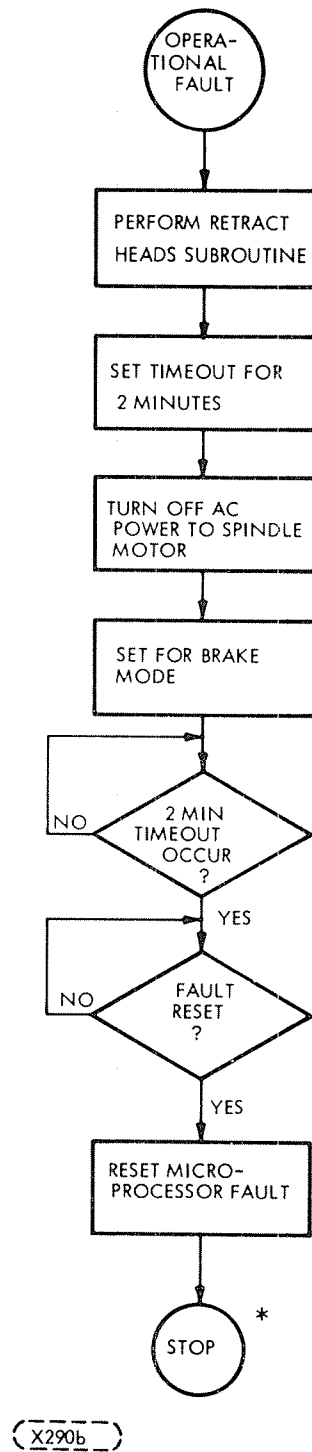 OPERA-
TIONAL
FAULT
PERFORM RETRACT
HEADS SUBROUTINE
SET TIMEOUT FOR
2 MINUTES
TURN OFF AC
POWER TO SPINDLE
MOTOR
SET FOR BRAKE
MODE
NO
2 MIN
TIMEOUT
OCCUR
?
YES
NO
FAULT
RESET
?
YES
RESET MICRO-
PROCESSOR FAULT
STOP
*
X290b